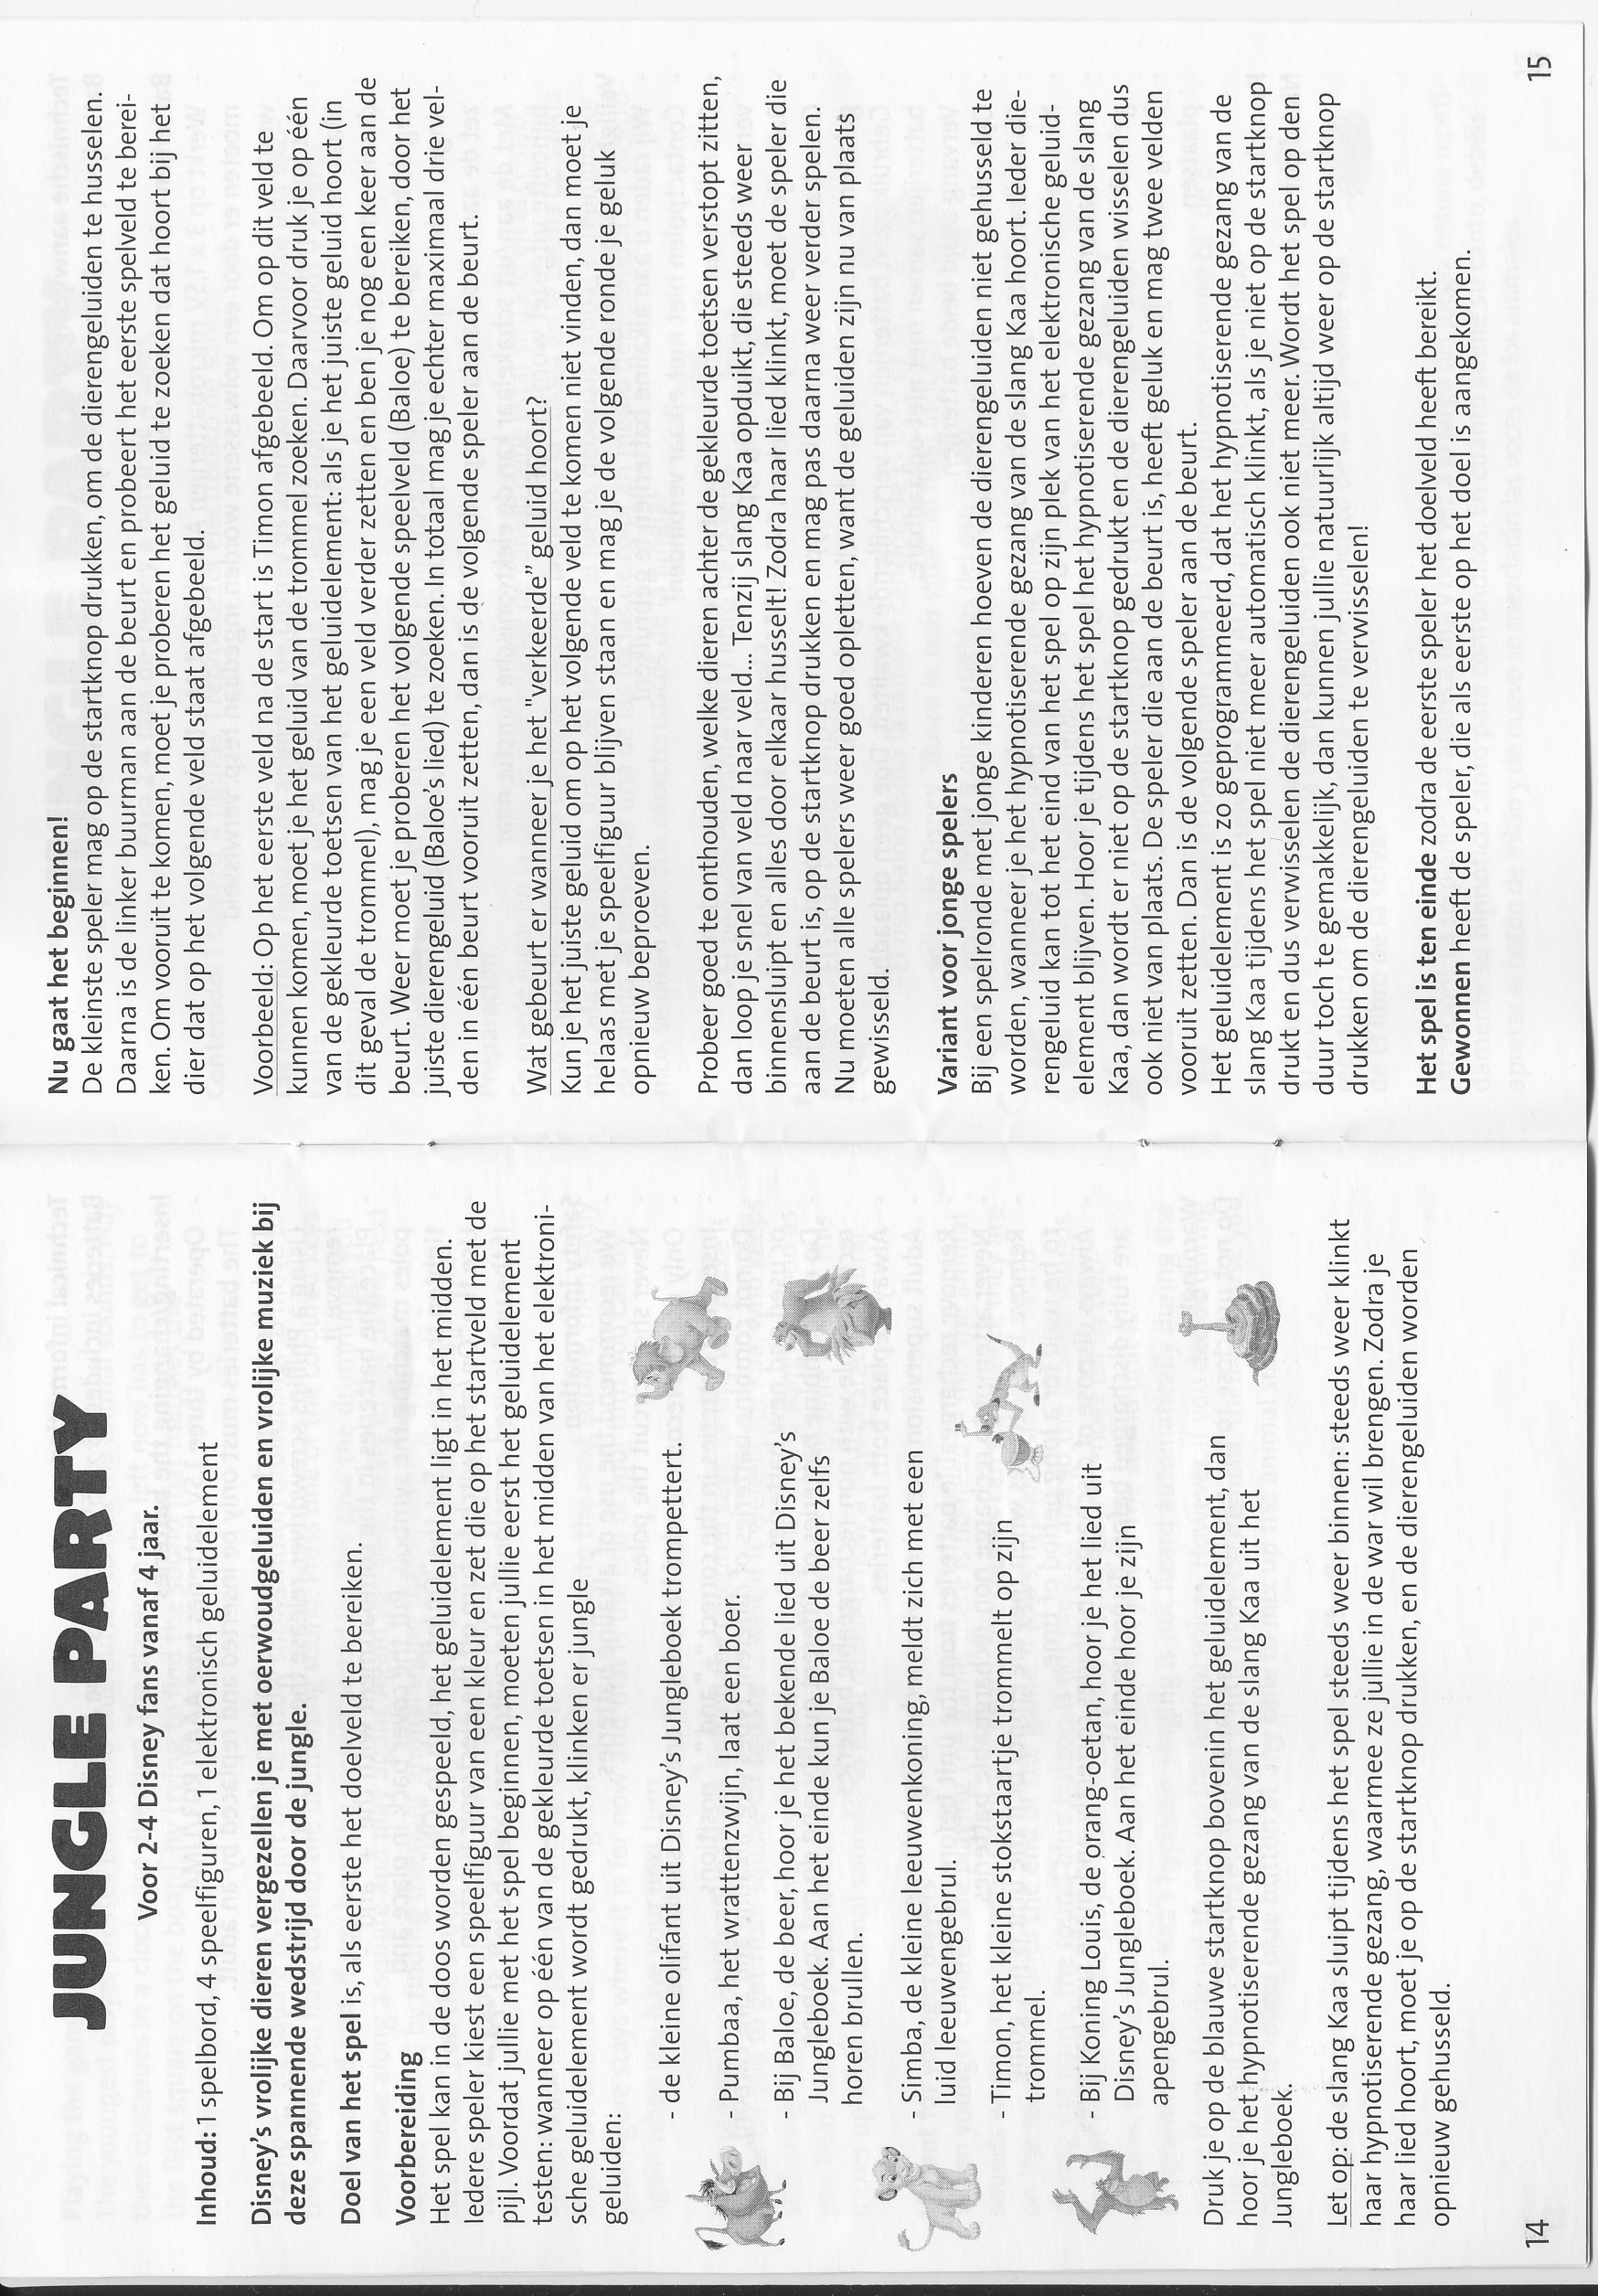 JUNGLE PARTY
Voor 2-4 Disney fans vanaf 4 jaar.
Inhoud: 1 spelbord, 4 speelfiguren, 1 elektronisch geluidelement
Disney's vrolijke dieren vergezellen je met oerwoudgeluiden en vrolijke muziek bij
deze spannende wedstrijd door de jungle.
Doel van het spel is, als eerste het doelveld te bereiken.
Voorbereiding
Het spel kan in de doos worden gespeeld, het geluidelement ligt in het midden.
Iedere speler kiest een speelfiguur van een kleur en zet die op het startveld met de
pijl. Voordat jullie met het spel beginnen, moeten jullie eerst het geluidelement
testen: wanneer op één van de gekleurde toetsen in het midden van het elektroni-
sche geluidelement wordt gedrukt, klinken er jungle
geluiden:
- de kleine olifant uit Disney's Jungleboek trompettert.
- Pumbaa, het wrattenzwijn, laat een boer.
- Bij Baloe, de beer, hoor je het bekende lied uit Disney's
Jungleboek. Aan het einde kun je Baloe de beer zelfs
horen brullen.
- Simba, de kleine leeuwenkoning, meldt zich met een
luid leeuwengebrul.
- Timon, het kleine stokstaartje trommelt op zijn
trommel.
- Bij Koning Louis, de orang-oetan, hoor je het lied uit
Disney's Jungleboek. Aan het einde hoor je zijn
apengebrul.
Druk je op de blauwe startknop bovenin het geluidelement, dan
hoor je het hypnotiserende gezang van de slang Kaa uit het
Jungleboek.
Let op: de slang Kaa sluipt tijdens het spel steeds weer binnen: steeds weer klinkt
haar hypnotiserende gezang, waarmee ze jullie in de war wil brengen. Zodra je
haar lied hoort, moet je op de startknop drukken, en de dierengeluiden worden
opnieuw gehusseld.
14
Nu gaat het beginnen!
De kleinste speler mag op de startknop drukken, om de dierengeluiden te husselen.
Daarna is de linker buurman aan de beurt en probeert het eerste spelveld te berei-
ken. Om vooruit te komen, moet je proberen het geluid te zoeken dat hoort bij het
dier dat op het volgende veld staat afgebeeld.
Voorbeeld: Op het eerste veld na de start is Timon afgebeeld. Om op dit veld te
kunnen komen, moet je het geluid van de trommel zoeken. Daarvoor druk je op één
van de gekleurde toetsen van het geluidelement: als je het juiste geluid hoort (in
dit geval de trommel), mag je een veld verder zetten en ben je nog een keer aan de
beurt. Weer moet je proberen het volgende speelveld (Baloe) te bereiken, door het
juiste dierengeluid (Baloe's lied) te zoeken. In totaal mag je echter maximaal drie vel-
den in één beurt vooruit zetten, dan is de volgende speler aan de beurt.
Wat gebeurt er wanneer je het "verkeerde" geluid hoort?
Kun je het juiste geluid om op het volgende veld te komen niet vinden, dan moet je
helaas met je speelfiguur blijven staan en mag je de volgende ronde je geluk
opnieuw beproeven.
Probeer goed te onthouden, welke dieren achter de gekleurde toetsen verstopt zitten,
dan loop je snel van veld naar veld... Tenzij slang Kaa opduikt, die steeds weer
binnensluipt en alles door elkaar husselt! Zodra haar lied klinkt, moet de speler die
aan de beurt is, op de startknop drukken en mag pas daarna weer verder spelen.
Nu moeten alle spelers weer goed opletten, want de geluiden zijn nu van plaats
gewisseld.
Variant voor jonge spelers
Bij een spelronde met jonge kinderen hoeven de dierengeluiden niet gehusseld te
worden, wanneer je het hypnotiserende gezang van de slang Kaa hoort. Ieder die-
rengeluid kan tot het eind van het spel op zijn plek van het elektronische geluid-
element blijven. Hoor je tijdens het spel het hypnotiserende gezang van de slang
Kaa, dan wordt er niet op de startknop gedrukt en de dierengeluiden wisselen dus
ook niet van plaats. De speler die aan de beurt is, heeft geluk en mag twee velden
vooruit zetten. Dan is de volgende speler aan de beurt.
Het geluidelement is zo geprogrammeerd, dat het hypnotiserende gezang van de
slang Kaa tijdens het spel niet meer automatisch klinkt, als je niet op de startknop
drukt en dus verwisselen de dierengeluiden ook niet meer. Wordt het spel op den
duur toch te gemakkelijk, dan kunnen jullie natuurlijk altijd weer op de startknop
drukken om de dierengeluiden te verwisselen!
Het spel is ten einde zodra de eerste speler het doelveld heeft bereikt.
Gewonnen heeft de speler, die als eerste op het doel is aangekomen.
15